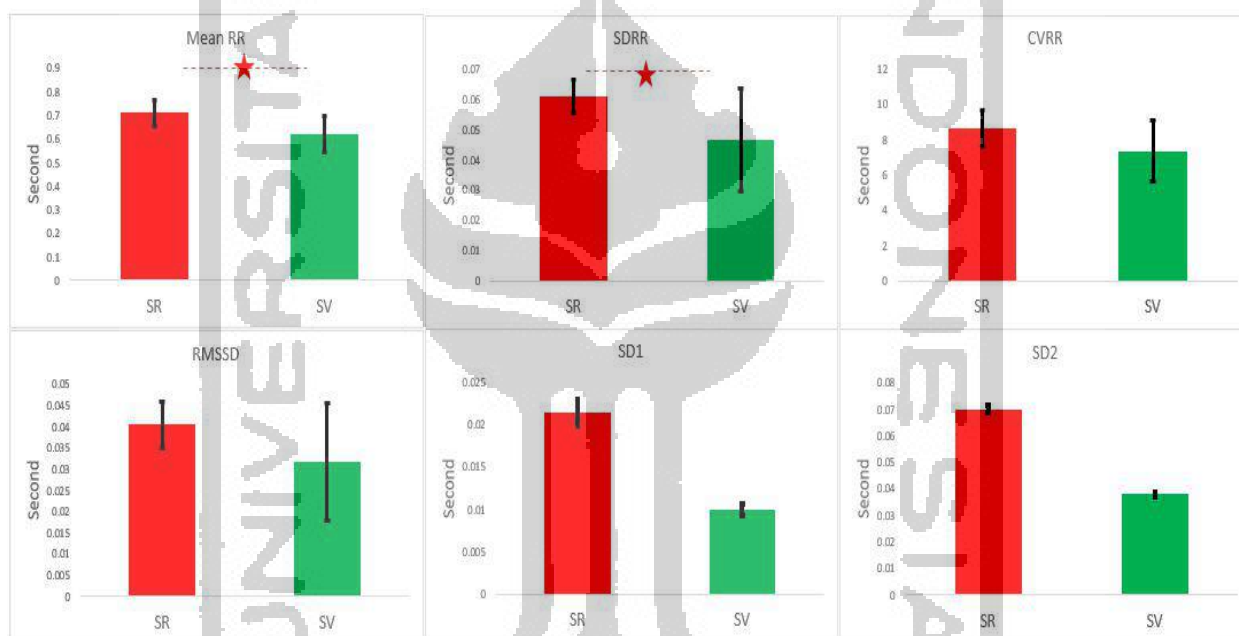 Mean RR
Second
0.9
0.8
0.7
0.6
0.5
0.4
0.3
0.2
0.1
0
SR
SV
SDRR
Second
0.07
0.06
0.05
0.04
0.03
0.02
0.01
0
SR
SV
CVRR
Second
12
10
8
6
4
2
0
SR
SV
RMSSD
Second
0.05
0.045
0.04
0.035
0.03
0.025
0.02
0.015
0.01
0.005
0
SR
SV
SD1
Second
0.025
0.02
0.015
0.01
0.005
0
SR
SV
SD2
Second
0.08
0.07
0.06
0.05
0.04
0.03
0.02
0.01
0
SR
SV
UNIVERSITA